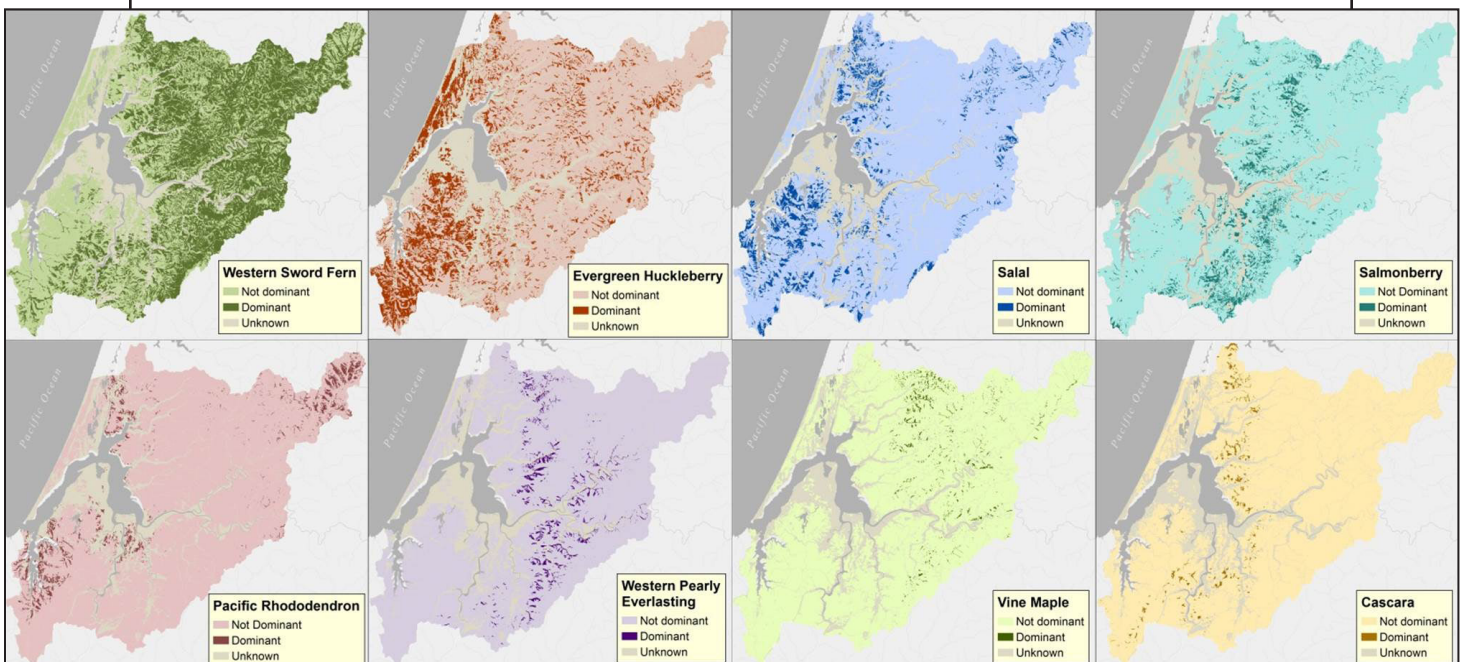 Pacific Ocean
Western Sword Fern
Not dominant
Dominant
Unknown
Pacific Ocean
Evergreen Huckleberry
Not dominant
Dominant
Unknown
Pacific Ocean
Salal
Not dominant
Dominant
Unknown
Pacific Ocean
Salmonberry
Not Dominant
Dominant
Unknown
Pacific Ocean
Pacific Rhododendron
Not Dominant
Dominant
Unknown
Pacific Ocean
Western Pearly
Everlasting
Not dominant
Dominant
Unknown
Pacific Ocean
Vine Maple
Not dominant
Dominant
Unknown
Pacific Ocean
Cascara
Not dominant
Dominant
Unknown